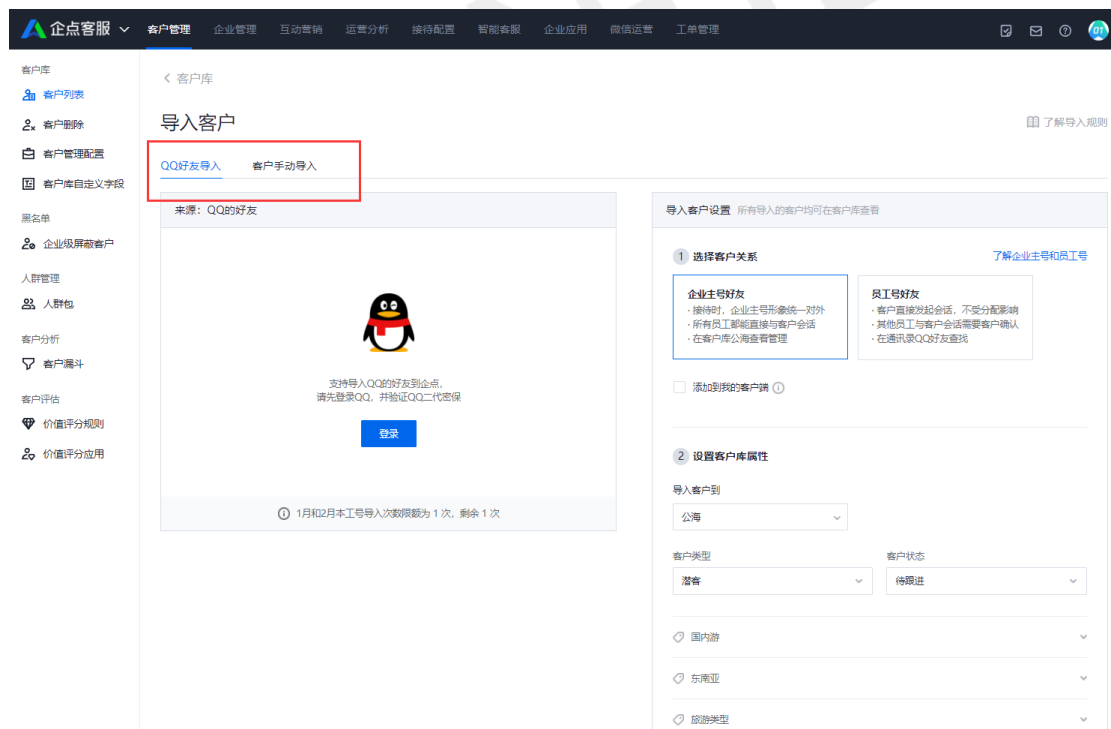 企点客服 客户管理 企业管理 互动营销 运营分析 接待配置 智能客服 企业应用 微信运营 工单管理
01
客户库
客户列表
客户删除
客户管理配置
客户库自定义字段
黑名单
企业级屏蔽客户
人群管理
人群包
客户分析
客户漏斗
客户评估
价值评分规则
价值评分应用
客户库
导入客户
了解导入规则
QQ好友导入 客户手动导入
来源：QQ的好友
支持导入QQ的好友到企点，
请先登录QQ，并验证QQ二代密保
登录
1月和2月本工号导入次数限额为 1 次，剩余 1 次
导入客户设置 所有导入的客户均可在客户库查看
1 选择客户关系 了解企业主号和员工号
企业主号好友
· 接待时，企业主号形象统一对外
· 所有员工都能直接与客户会话
· 在客户库公海查看管理
员工号好友
· 客户直接发起会话，不受分配影响
· 其他员工与客户会话需要客户确认
· 在通讯录QQ好友查找
添加到我的客户端
2 设置客户库属性
导入客户到
公海
客户类型 客户状态
潜客 待跟进
国内游
东南亚
旅游类型